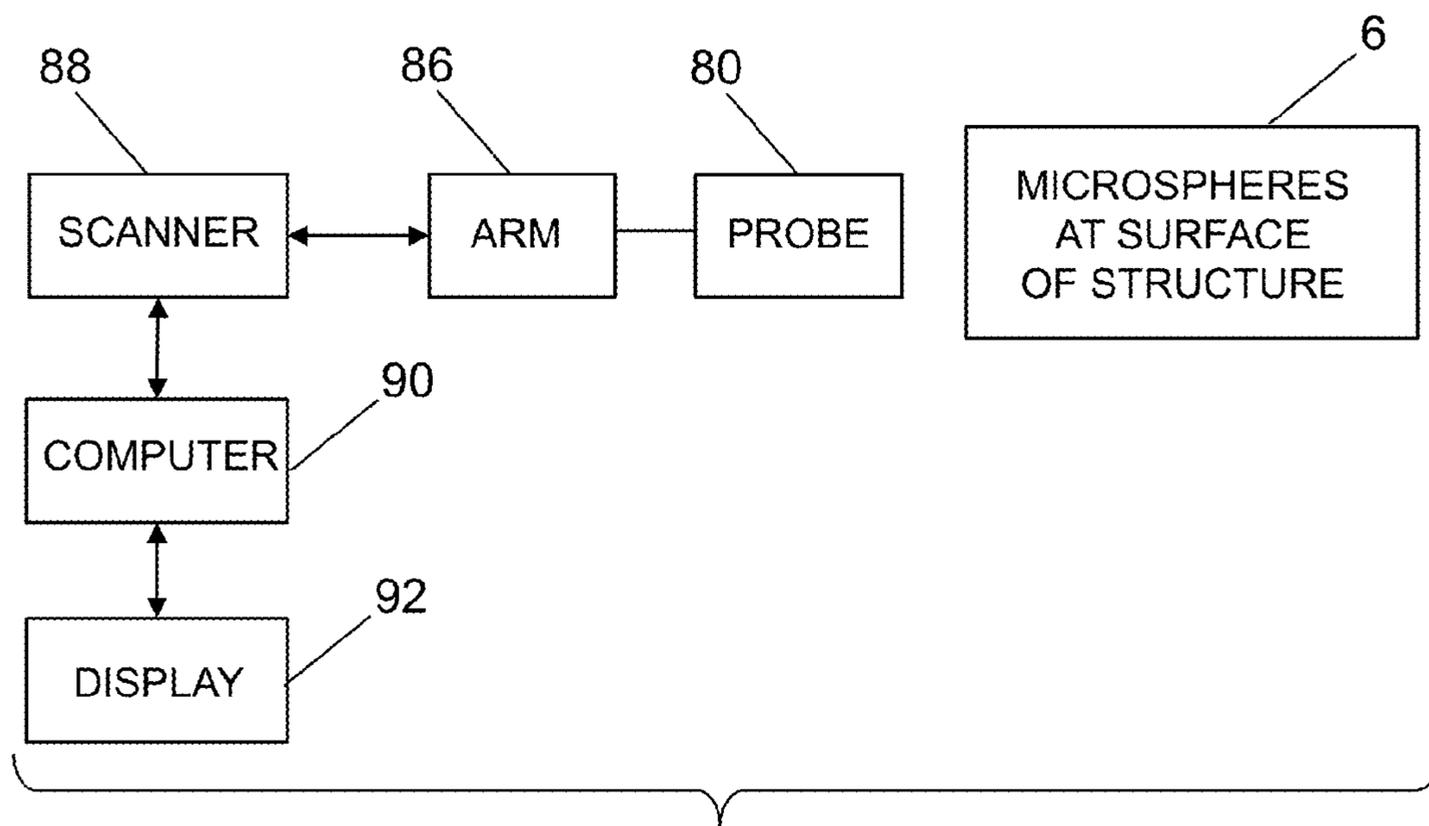 88
86
80
6
SCANNER
ARM
PROBE
MICROSPHERES
AT SURFACE
OF STRUCTURE
90
COMPUTER
92
DISPLAY